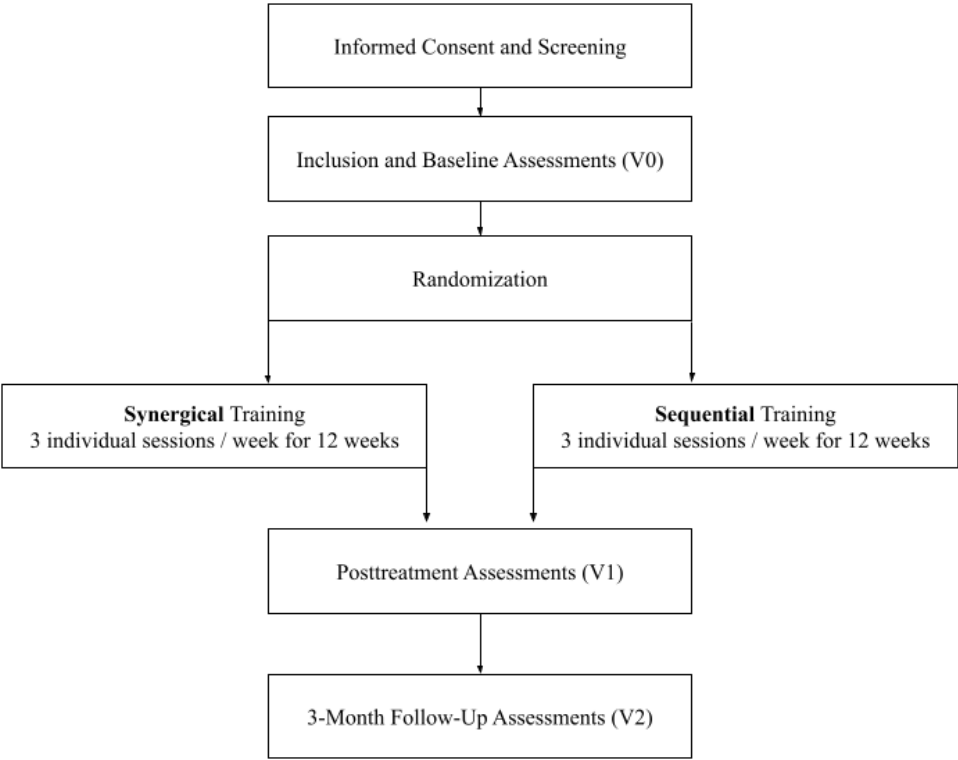 Informed Consent and Screening
Inclusion and Baseline Assessments (V0)
Randomization
Synergical Training
3 individual sessions / week for 12 weeks
Sequential Training
3 individual sessions / week for 12 weeks
Posttreatment Assessments (V1)
3-Month Follow-Up Assessments (V2)